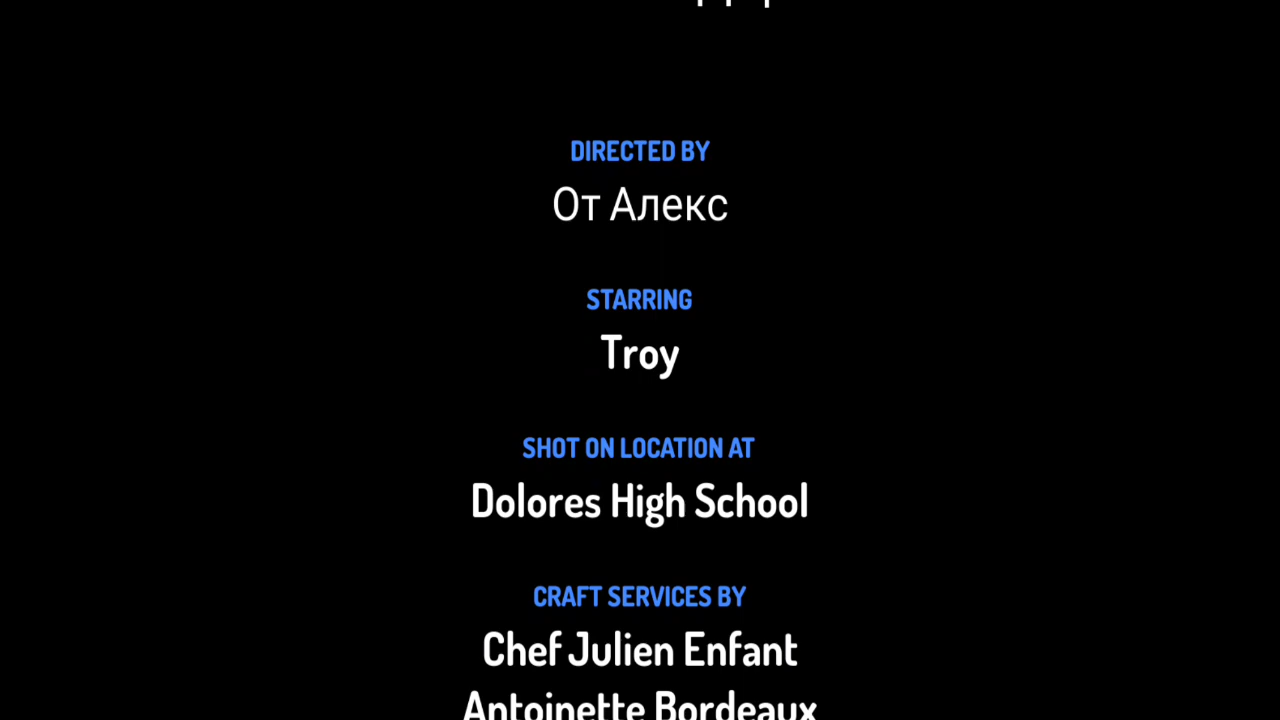 DIRECTED BY
От Алекс
STARRING
Troy
SHOT ON LOCATION AT
Dolores High School
CRAFT SERVICES BY
Chef Julien Enfant
Antoinette Bordeaux